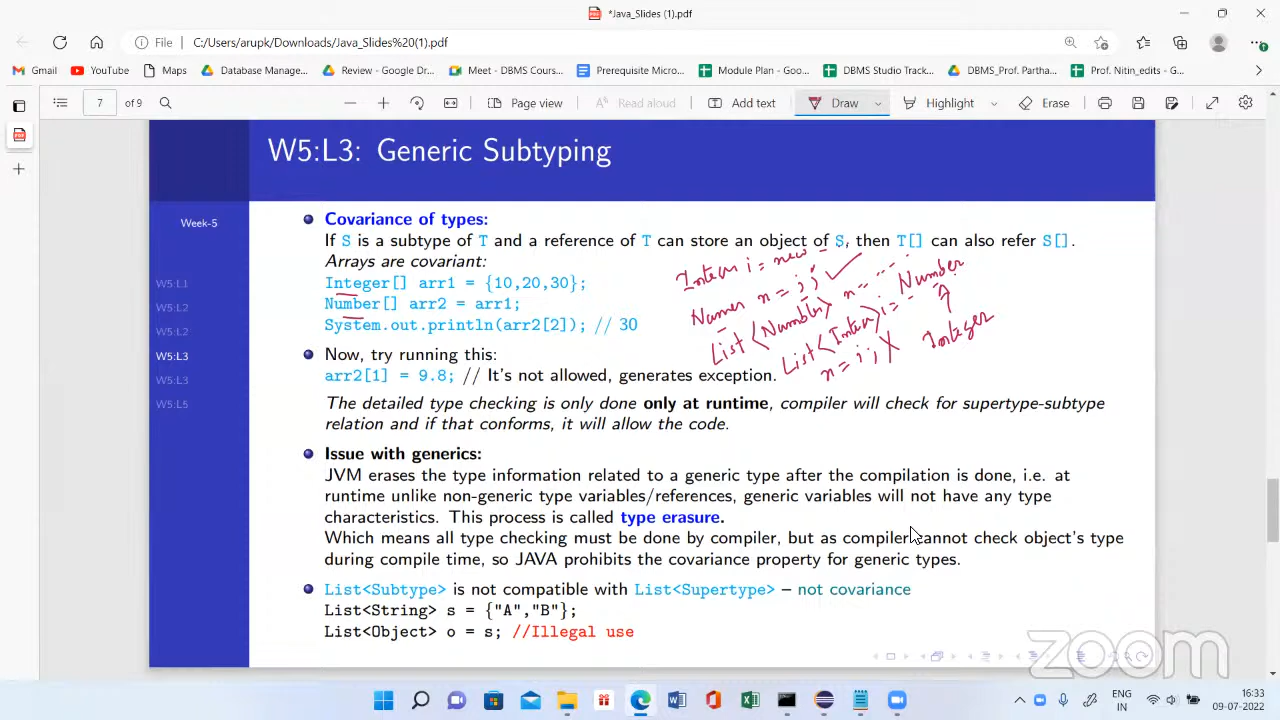 *Java_Slides (1).pdf
File C:/Users/arupk/Downloads/Java_Slides%20(1).pdf
Gmail YouTube Maps Database Management... Review - Google Dr... Meet - DBMS Cours... Prerequisite Microc... Module Plan - Goo... DBMS Studio Track... DBMS_Prof. Partha... Prof. Nitin_edits - G...
7 of 9 Page view Read aloud Add text Draw Highlight Erase
W5:L3: Generic Subtyping
Week-5
W5:L1
W5:L2
W5:L2
W5:L3
W5:L3
W5:L5
Covariance of types:
If S is a subtype of T and a reference of T can store an object of S, then T[] can also refer S[].
Arrays are covariant:
Integer[] arr1 = {10,20,30};
Number[] arr2 = arr1;
System.out.println(arr2[2]); // 30
i = new
n = i;
List <Number> n
List <Integer> i =
n = i;
Number
Integer
Now, try running this:
arr2[1] = 9.8; // It's not allowed, generates exception.
The detailed type checking is only done only at runtime, compiler will check for supertype-subtype
relation and if that conforms, it will allow the code.
Issue with generics:
JVM erases the type information related to a generic type after the compilation is done, i.e. at
runtime unlike non-generic type variables/references, generic variables will not have any type
characteristics. This process is called type erasure.
Which means all type checking must be done by compiler, but as compiler cannot check object's type
during compile time, so JAVA prohibits the covariance property for generic types.
List<Subtype> is not compatible with List<Supertype> – not covariance
List<String> s = {"A","B"};
List<Object> o = s; //Illegal use
zoom
ENG
IN
16:33
09-07-2022